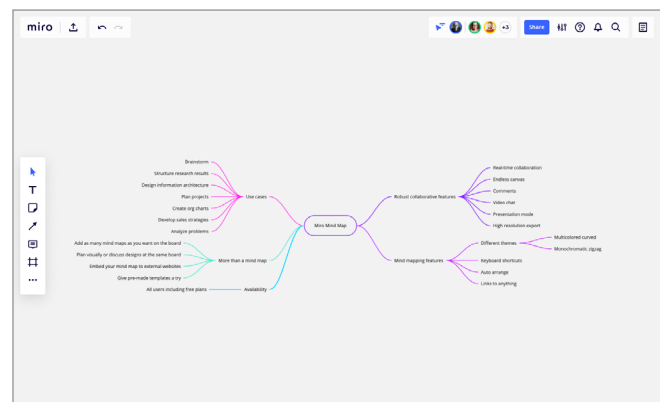 miro
+3
Share
T
Brainstorm
Structure research results
Design information architecture
Plan projects
Create org charts
Develop sales strategies
Analyze problems
Use cases
Add as many mind maps as you want on the board
Plan visually or discuss designs at the same board
Embed your mind map to external websites
Give pre-made templates a try
More than a mind map
All users including free plans
Availability
Miro Mind Map
Robust collaborative features
Real-time collaboration
Endless canvas
Comments
Video chat
Presentation mode
High resolution export
Mind mapping features
Different themes
Multicolored curved
Monochromatic zigzag
Keyboard shortcuts
Auto arrange
Links to anything